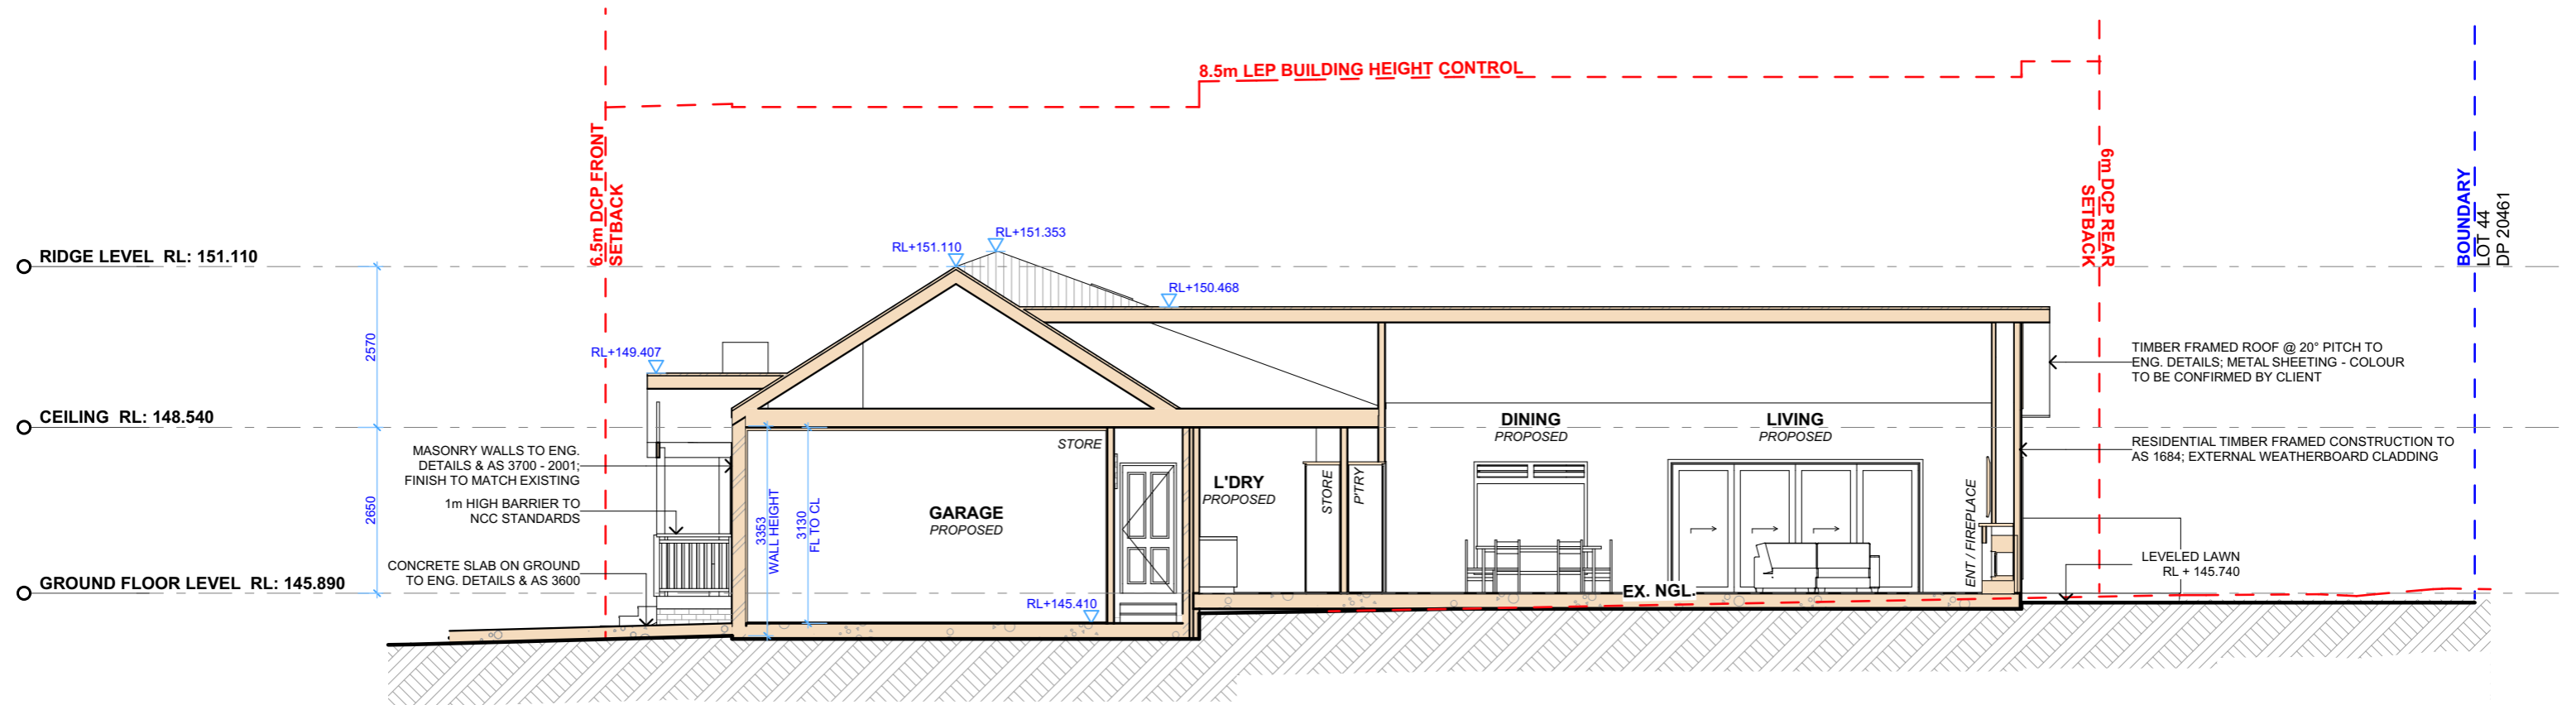 8.5m LEP BUILDING HEIGHT CONTROL
6.5m DCP FRONT
SETBACK
6m DCP REAR
SETBACK
BOUNDARY
LOT 44
DP 20461
RIDGE LEVEL RL: 151.110
RL+151.110
RL+151.353
RL+150.468
2570
RL+149.407
TIMBER FRAMED ROOF @ 20° PITCH TO
ENG. DETAILS; METAL SHEETING - COLOUR
TO BE CONFIRMED BY CLIENT
CEILING RL: 148.540
MASONRY WALLS TO ENG.
DETAILS & AS 3700 - 2001;
FINISH TO MATCH EXISTING
1m HIGH BARRIER TO
NCC STANDARDS
CONCRETE SLAB ON GROUND
TO ENG. DETAILS & AS 3600
2650
3353
WALL HEIGHT
3130
FL TO CL
STORE
GARAGE
PROPOSED
L'DRY
PROPOSED
STORE
P'TRY
DINING
PROPOSED
LIVING
PROPOSED
ENT / FIREPLACE
RESIDENTIAL TIMBER FRAMED CONSTRUCTION TO
AS 1684; EXTERNAL WEATHERBOARD CLADDING
LEVELED LAWN
RL + 145.740
GROUND FLOOR LEVEL RL: 145.890
RL+145.410
EX. NGL.